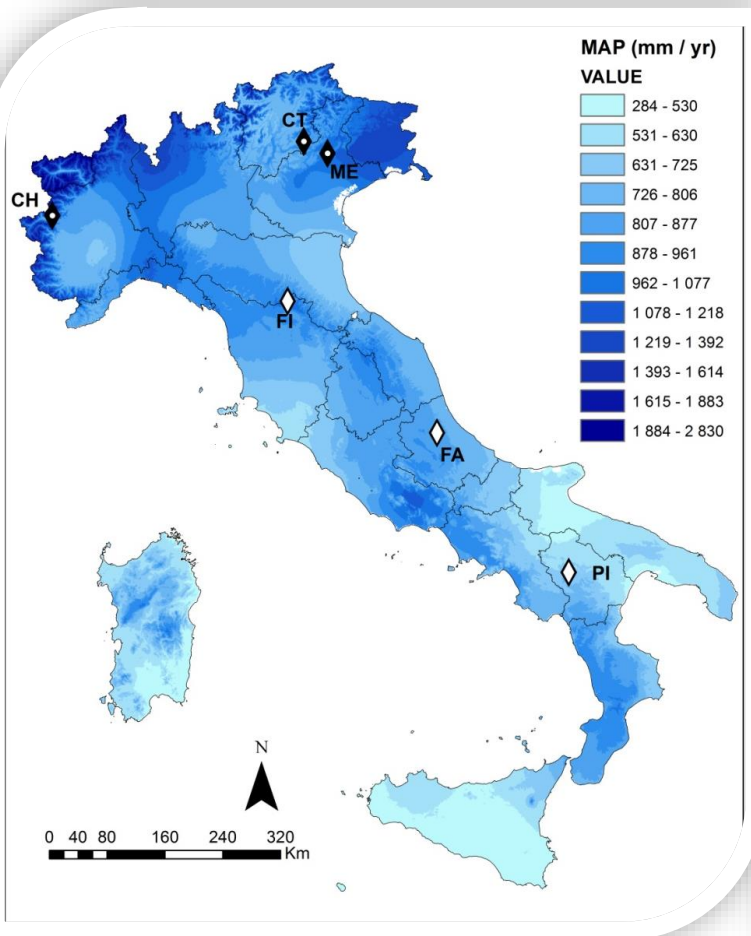 MAP (mm / yr)
VALUE
284 - 530
531 - 630
631 - 725
726 - 806
807 - 877
878 - 961
962 - 1 077
1 078 - 1 218
1 219 - 1 392
1 393 - 1 614
1 615 - 1 883
1 884 - 2 830
CT
ME
CH
FI
FA
PI
N
0 40 80 160 240 320
Km